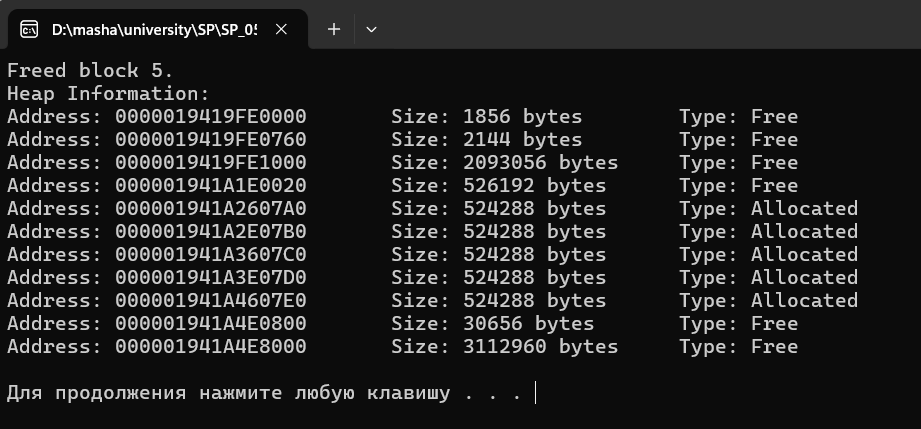 D:\masha\university\SP\SP_05
Freed block 5.
Heap Information:
Address: 0000019419FE0000 Size: 1856 bytes Type: Free
Address: 0000019419FE0760 Size: 2144 bytes Type: Free
Address: 0000019419FE1000 Size: 2093056 bytes Type: Free
Address: 000001941A1E0020 Size: 526192 bytes Type: Free
Address: 000001941A2607A0 Size: 524288 bytes Type: Allocated
Address: 000001941A2E07B0 Size: 524288 bytes Type: Allocated
Address: 000001941A3607C0 Size: 524288 bytes Type: Allocated
Address: 000001941A3E07D0 Size: 524288 bytes Type: Allocated
Address: 000001941A4607E0 Size: 524288 bytes Type: Allocated
Address: 000001941A4E0800 Size: 30656 bytes Type: Free
Address: 000001941A4E8000 Size: 3112960 bytes Type: Free
Для продолжения нажмите любую клавишу . . .